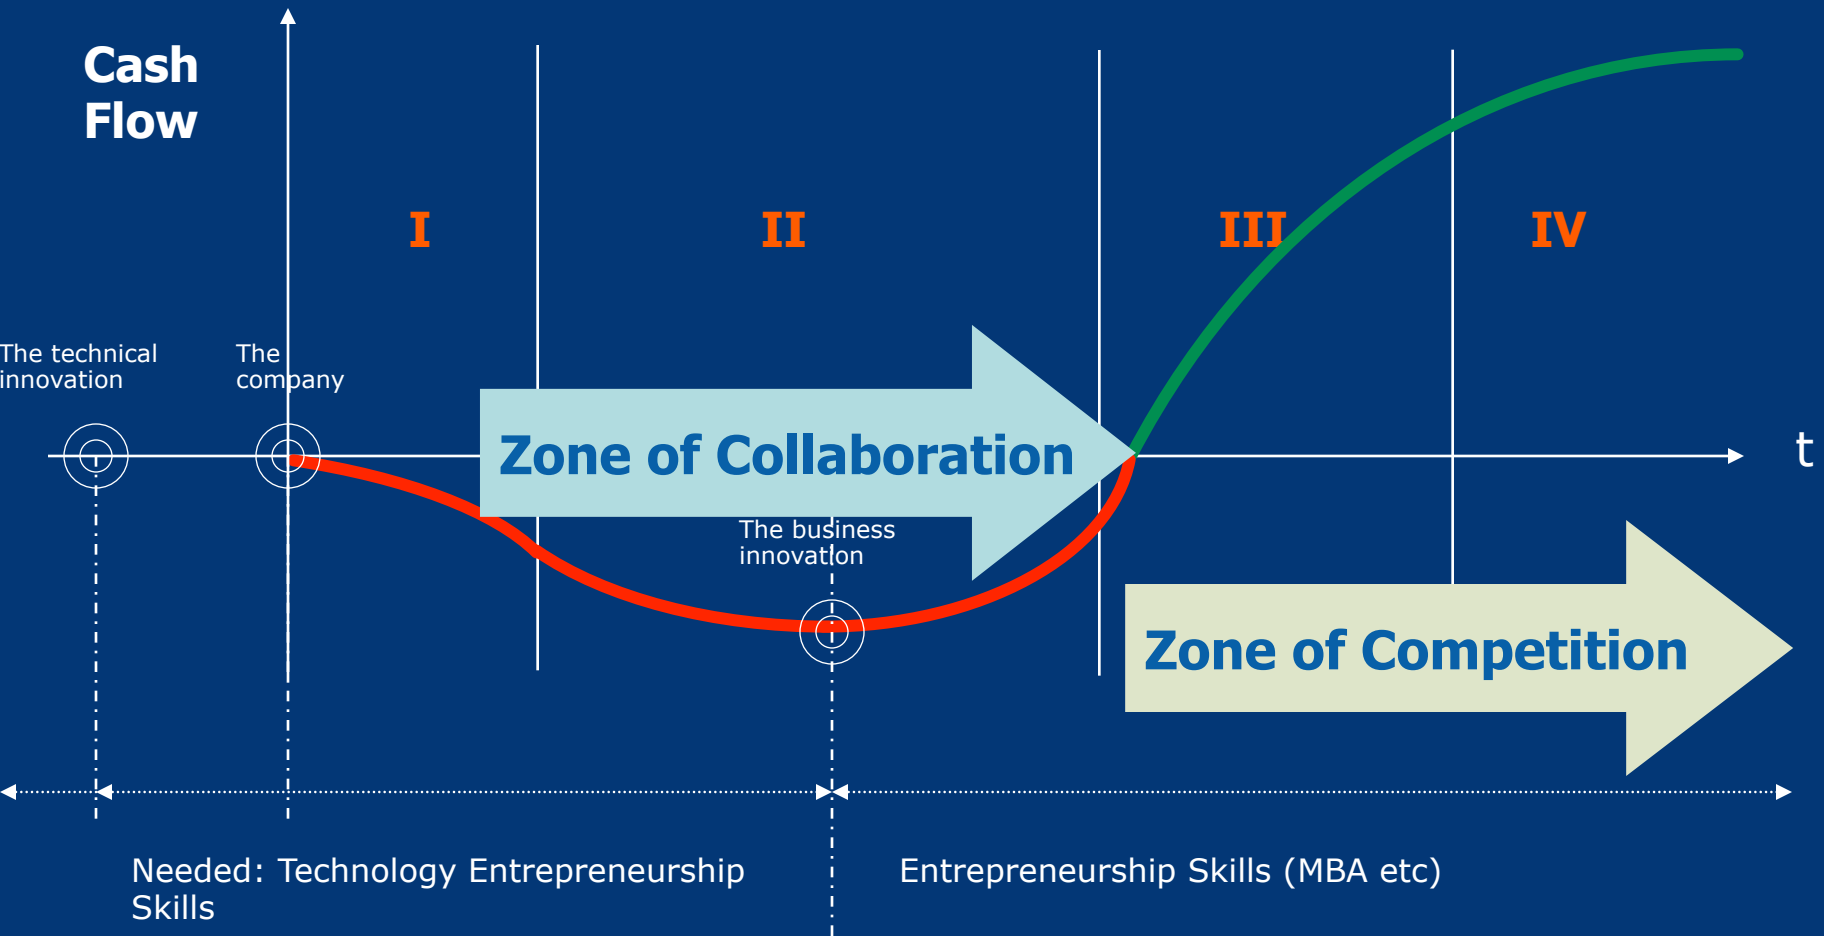 Cash
Flow
I
II
III
IV
The technical
innovation
The
company
Zone of Collaboration
t
The business
innovation
Zone of Competition
Needed: Technology Entrepreneurship
Skills
Entrepreneurship Skills (MBA etc)